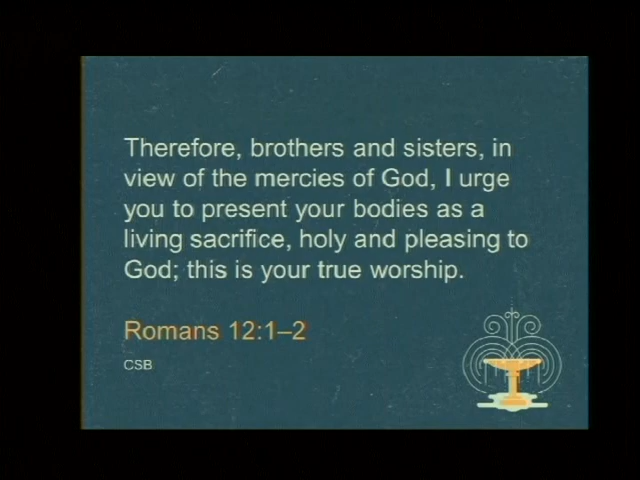 Therefore, brothers and sisters, in
view of the mercies of God, I urge
you to present your bodies as a
living sacrifice, holy and pleasing to
God; this is your true worship.
Romans 12:1–2
CSB